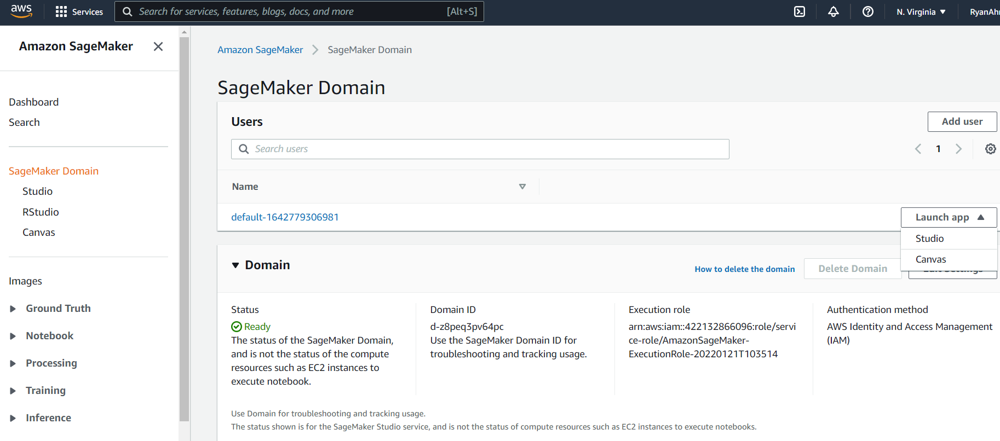 aws
Services
Search for services, features, blogs, docs, and more
[Alt+S]
N. Virginia
RyanAh
Amazon SageMaker
Dashboard
Search
SageMaker Domain
Studio
RStudio
Canvas
Images
Ground Truth
Notebook
Processing
Training
Inference
Amazon SageMaker
SageMaker Domain
SageMaker Domain
Users
Add user
Search users
1
Name
default-1642779306981
Launch app
Studio
Canvas
Domain
How to delete the domain
Delete Domain
Edit Settings
Status
Ready
The status of the SageMaker Domain,
and is not the status of the compute
resources such as EC2 instances to
execute notebook.
Domain ID
d-z8peq3pv64pc
Use the SageMaker Domain ID for
troubleshooting and tracking usage.
Execution role
arn:aws:iam::422132866096:role/servi
ce-role/AmazonSageMaker-
ExecutionRole-20220121T103514
Authentication method
AWS Identity and Access Management
(IAM)
Use Domain for troubleshooting and tracking usage.
The status shown is for the SageMaker Studio service, and is not the status of compute resources such as EC2 instances to execute notebooks.